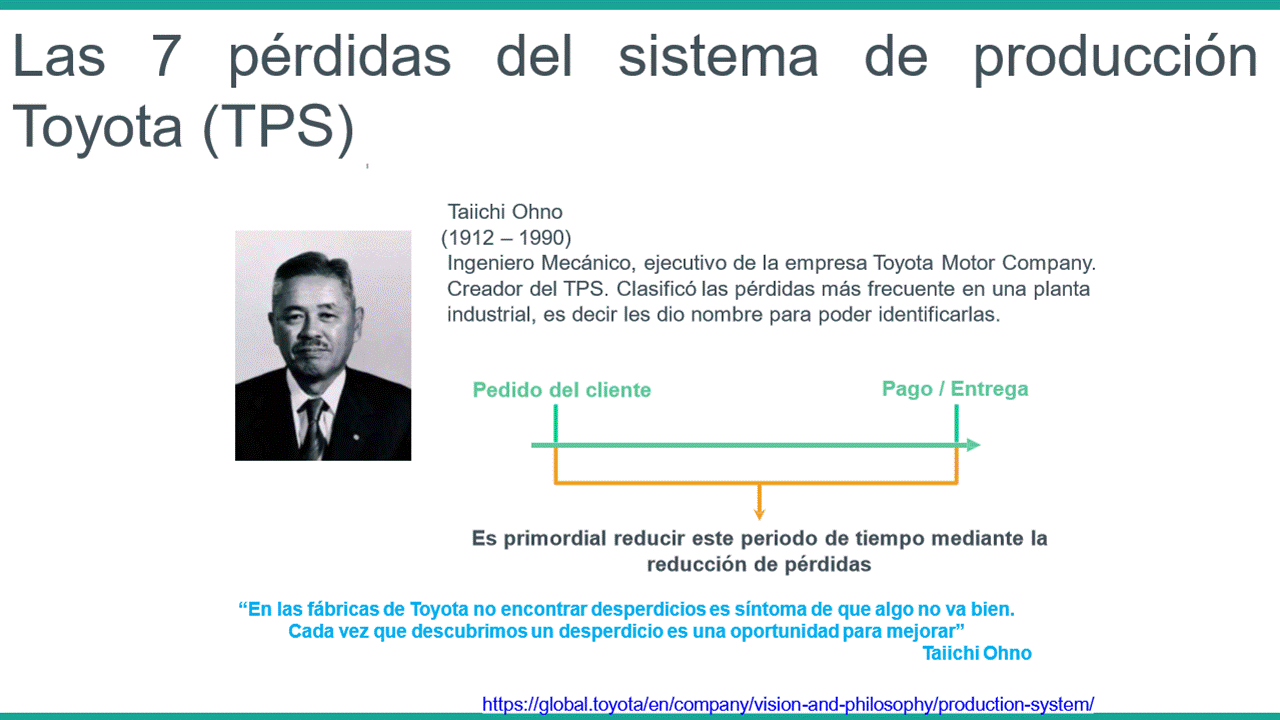 Las 7 pérdidas del sistema de producción
Toyota (TPS)
Taiichi Ohno
(1912 – 1990)
Ingeniero Mecánico, ejecutivo de la empresa Toyota Motor Company.
Creador del TPS. Clasificó las pérdidas más frecuente en una planta
industrial, es decir les dio nombre para poder identificarlas.
Pedido del cliente
Pago / Entrega
Es primordial reducir este periodo de tiempo mediante la
reducción de pérdidas
“En las fábricas de Toyota no encontrar desperdicios es síntoma de que algo no va bien.
Cada vez que descubrimos un desperdicio es una oportunidad para mejorar”
Taiichi Ohno
https://global.toyota/en/company/vision-and-philosophy/production-system/